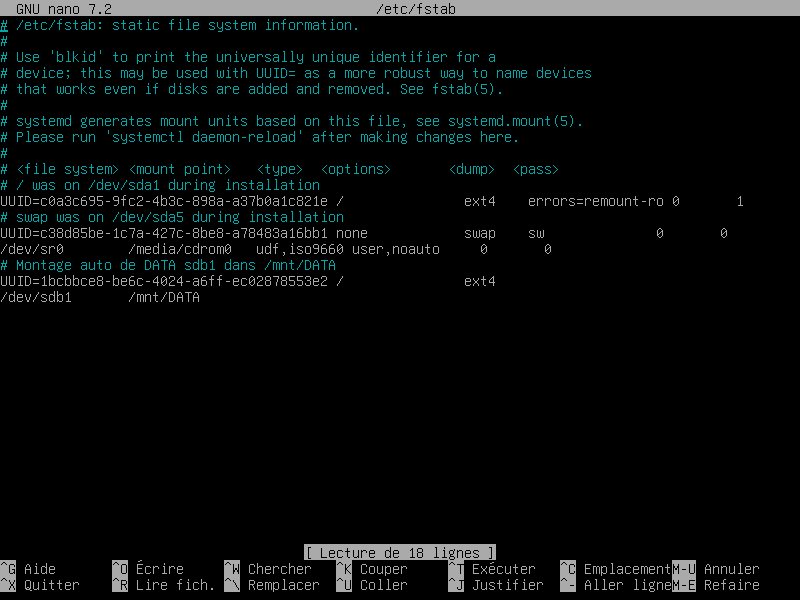 GNU nano 7.2 /etc/fstab
# /etc/fstab: static file system information.
#
# Use 'blkid' to print the universally unique identifier for a
# device; this may be used with UUID= as a more robust way to name devices
# that works even if disks are added and removed. See fstab(5).
#
# systemd generates mount units based on this file, see systemd.mount(5).
# Please run 'systemctl daemon-reload' after making changes here.
#
# <file system> <mount point>   <type>  <options>       <dump>  <pass>
# / was on /dev/sda1 during installation
UUID=c0a3c695-9fc2-4b3c-898a-a37b0a1c821e /               ext4    errors=remount-ro 0       1
# swap was on /dev/sda5 during installation
UUID=c38d85be-1c7a-427c-8be8-a78483a16bb1 none            swap    sw              0       0
/dev/sr0        /media/cdrom0   udf,iso9660 user,noauto     0       0
# Montage auto de DATA sdb1 dans /mnt/DATA
UUID=1bcbbce8-be6c-4024-a6ff-ec02878553e2 /               ext4
/dev/sdb1       /mnt/DATA
[ Lecture de 18 lignes ]
^G Aide ^O Écrire ^W Chercher ^K Couper ^T Exécuter ^C Emplacement M-U Annuler
^X Quitter ^R Lire fich. ^\ Remplacer ^U Coller ^J Justifier ^- Aller ligne M-E Refaire